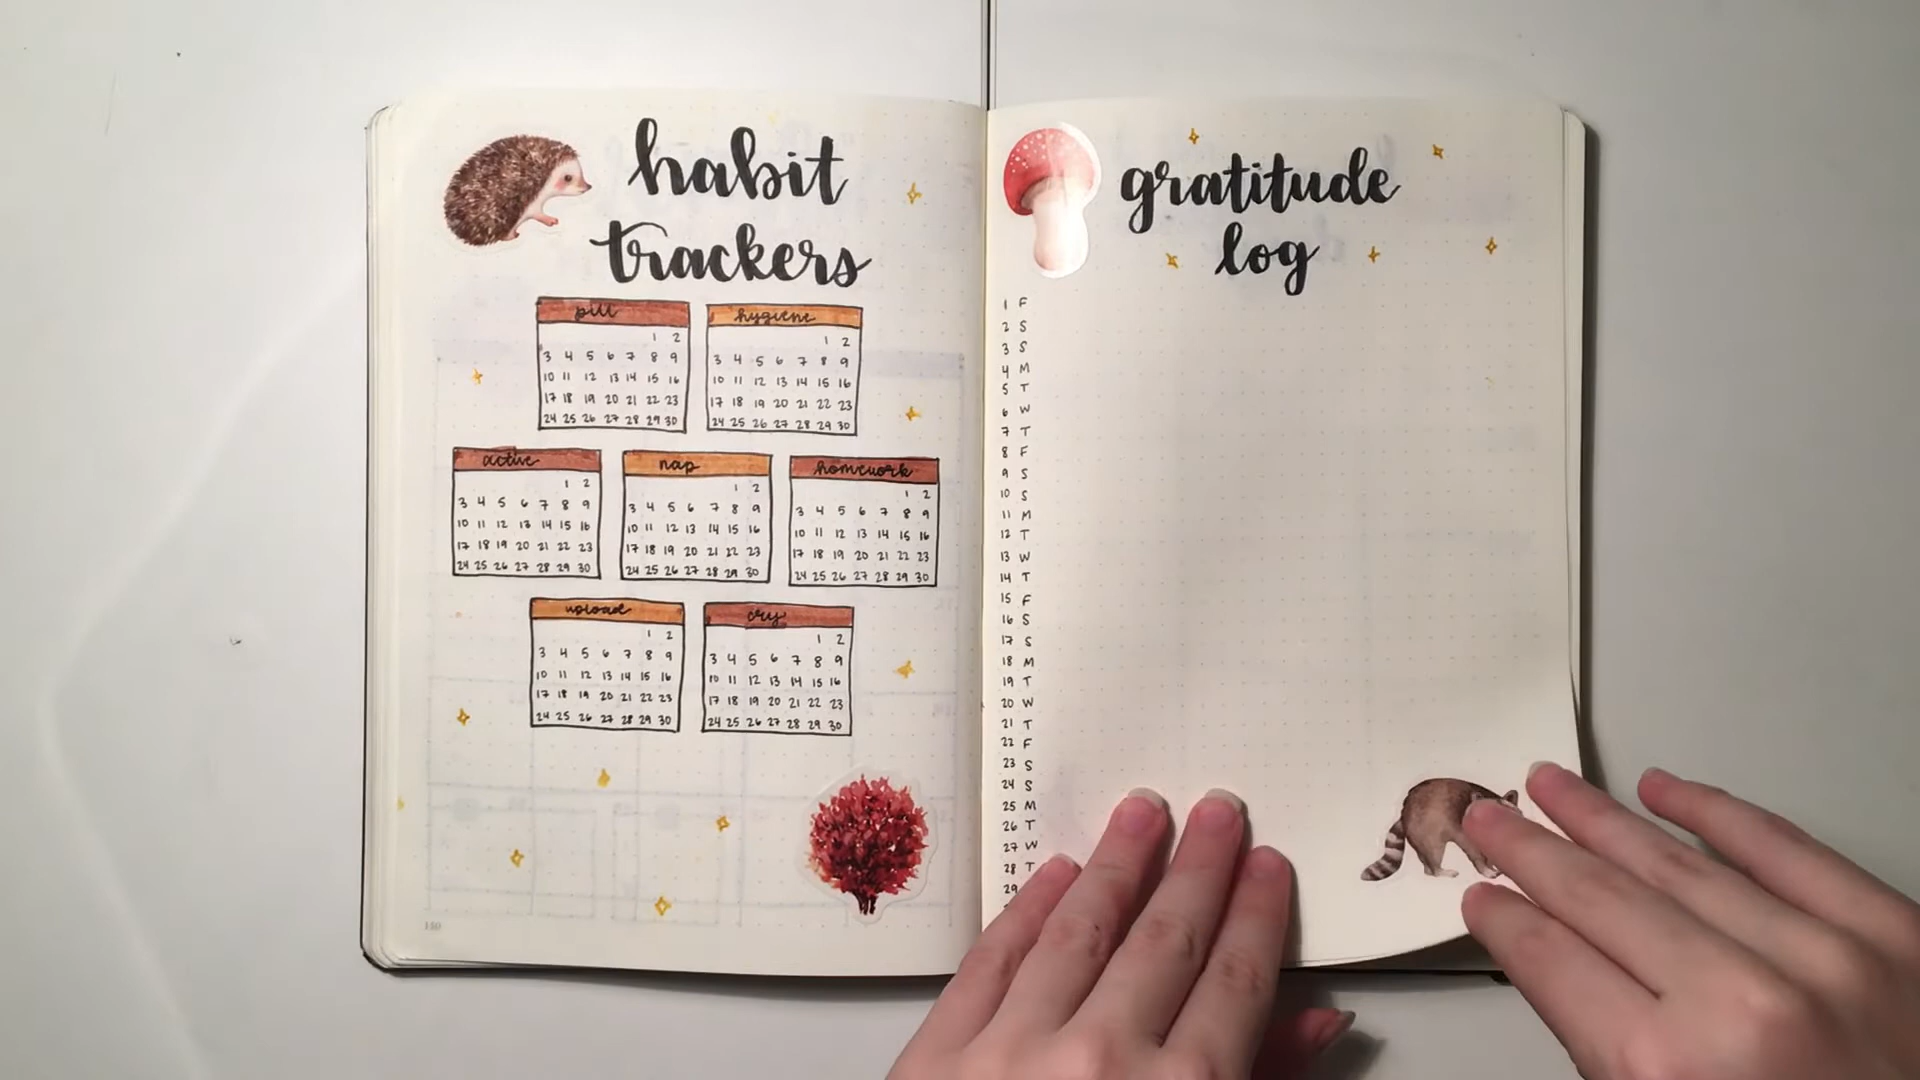 habit
trackers
pill
1 2
3 4 5 6 7 8 9
10 11 12 13 14 15 16
17 18 19 20 21 22 23
24 25 26 27 28 29 30
hygiene
1 2
3 4 5 6 7 8 9
10 11 12 13 14 15 16
17 18 19 20 21 22 23
24 25 26 27 28 29 30
active
1 2
3 4 5 6 7 8 9
10 11 12 13 14 15 16
17 18 19 20 21 22 23
24 25 26 27 28 29 30
nap
1 2
3 4 5 6 7 8 9
10 11 12 13 14 15 16
17 18 19 20 21 22 23
24 25 26 27 28 29 30
homework
1 2
3 4 5 6 7 8 9
10 11 12 13 14 15 16
17 18 19 20 21 22 23
24 25 26 27 28 29 30
upload
1 2
3 4 5 6 7 8 9
10 11 12 13 14 15 16
17 18 19 20 21 22 23
24 25 26 27 28 29 30
cry
1 2
3 4 5 6 7 8 9
10 11 12 13 14 15 16
17 18 19 20 21 22 23
24 25 26 27 28 29 30
gratitude
log
1 F
2 S
3 S
4 M
5 T
6 W
7 T
8 F
9 S
10 S
11 M
12 T
13 W
14 T
15 F
16 S
17 S
18 M
19 T
20 W
21 T
22 F
23 S
24 S
25 M
26 T
27 W
28 T
29